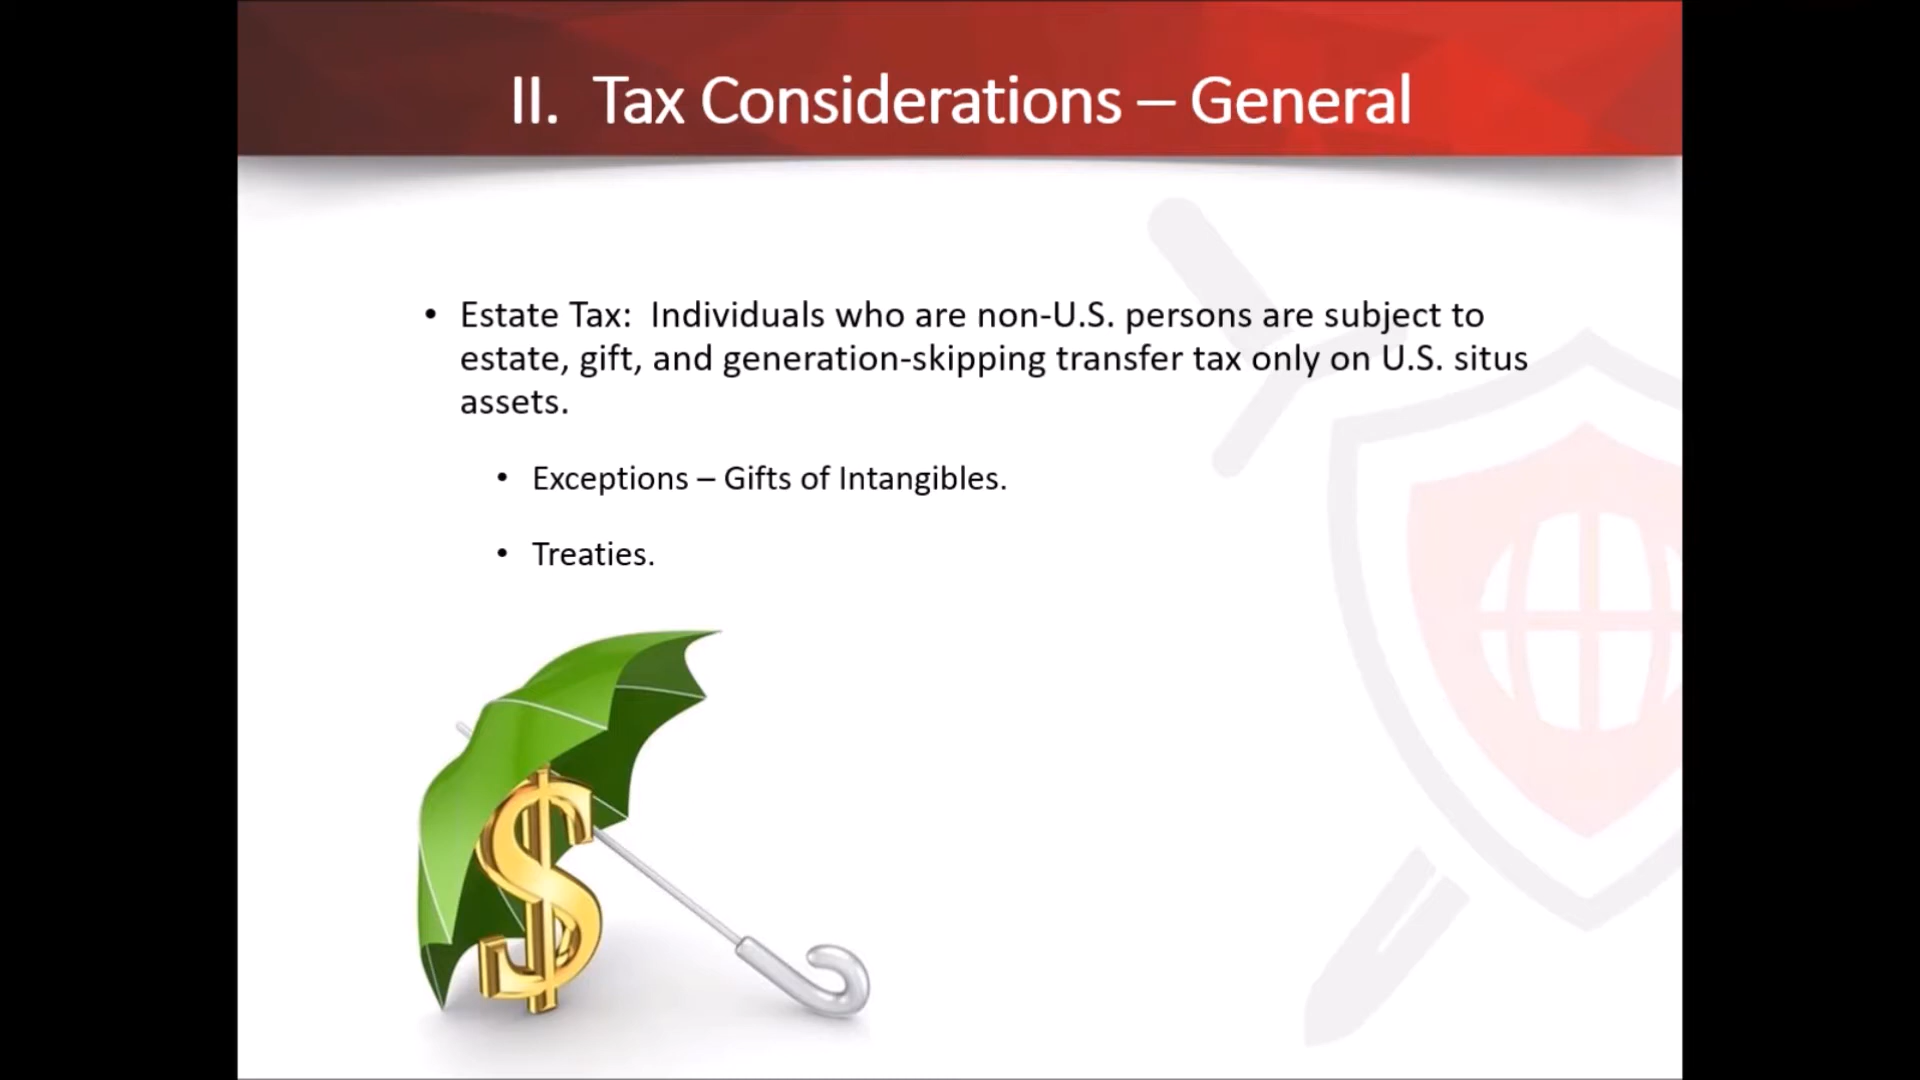 II.  Tax Considerations – General
• Estate Tax:  Individuals who are non-U.S. persons are subject to
estate, gift, and generation-skipping transfer tax only on U.S. situs
assets.
• Exceptions – Gifts of Intangibles.
• Treaties.
$